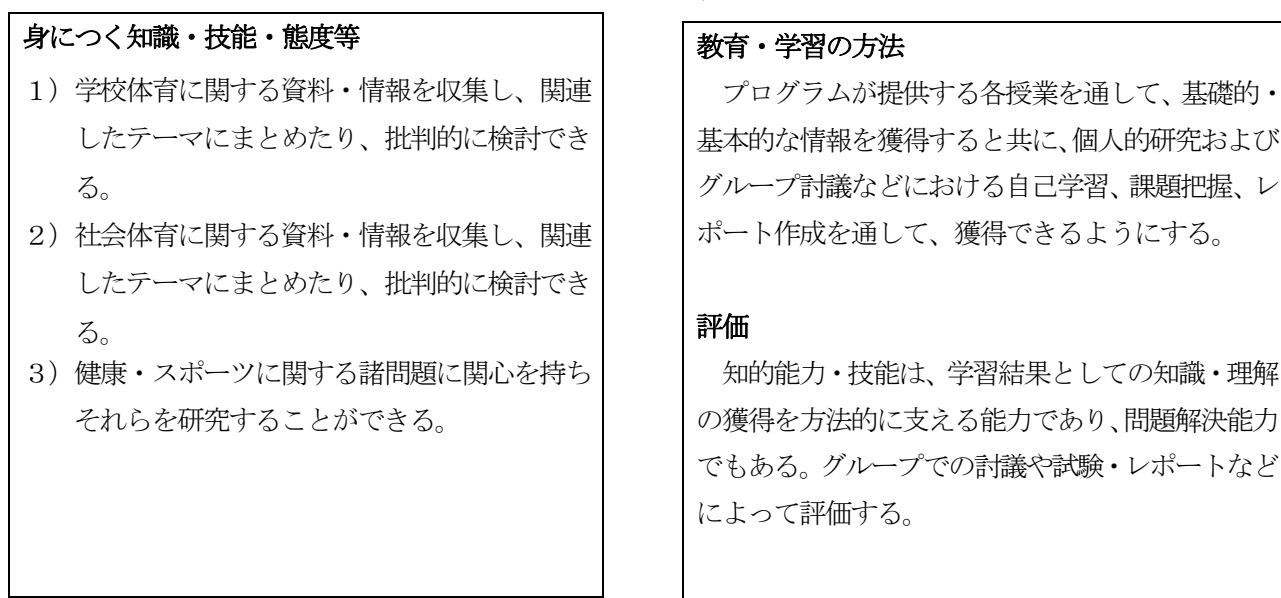 身につく知識・技能・態度等
1）学校体育に関する資料・情報を収集し、関連
したテーマにまとめたり、批判的に検討でき
る。
2）社会体育に関する資料・情報を収集し、関連
したテーマにまとめたり、批判的に検討でき
る。
3）健康・スポーツに関する諸問題に関心を持ち
それらを研究することができる。
教育・学習の方法
プログラムが提供する各授業を通して、基礎的・
基本的な情報を獲得すると共に、個人的研究および
グループ討議などにおける自己学習、課題把握、レ
ポート作成を通して、獲得できるようにする。
評価
知的能力・技能は、学習結果としての知識・理解
の獲得を方法的に支える能力であり、問題解決能力
でもある。グループでの討議や試験・レポートなど
によって評価する。